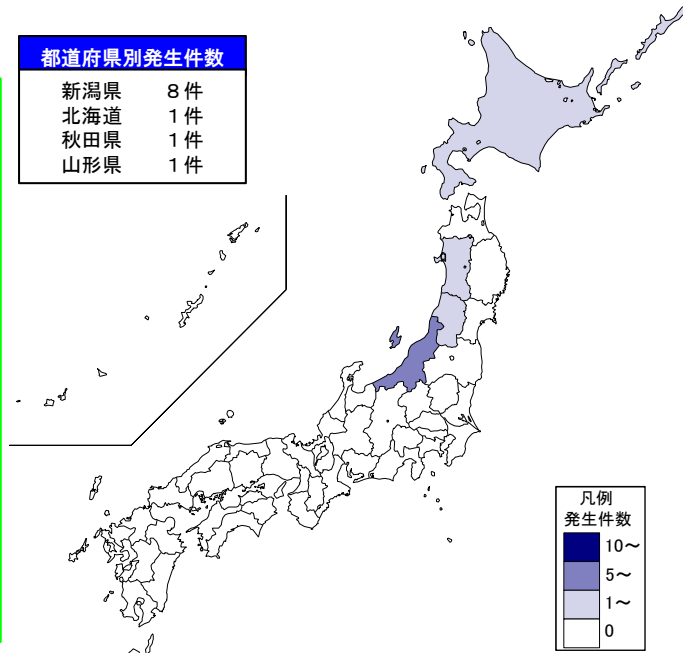 都道府県別発生件数
新潟県 8件
北海道 1件
秋田県 1件
山形県 1件
凡例
発生件数
10～
5～
1～
0